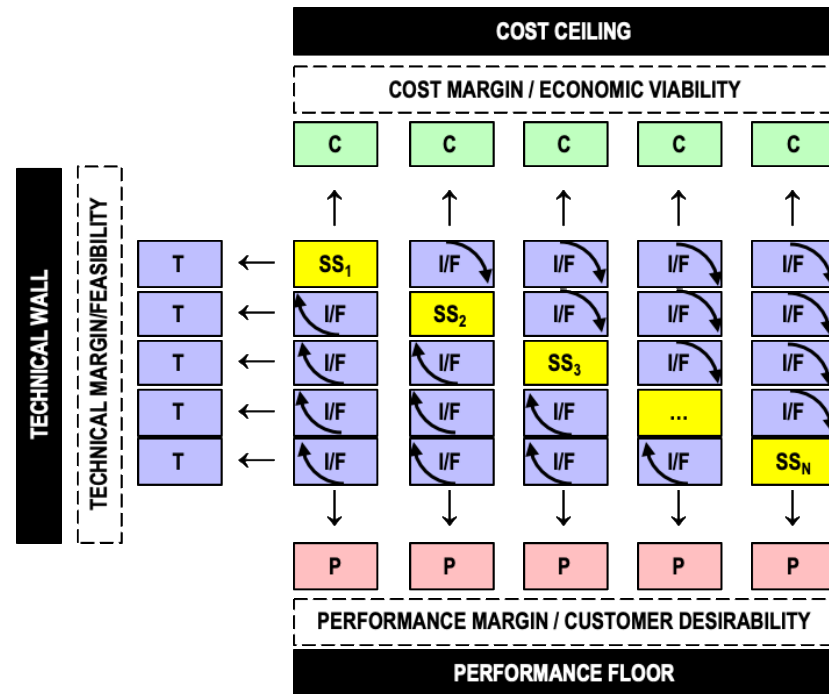 COST CEILING
COST MARGIN / ECONOMIC VIABILITY
C C C C C
TECHNICAL WALL
TECHNICAL MARGIN/FEASIBILITY
T SS₁ I/F I/F I/F I/F
T I/F SS₂ I/F I/F I/F
T I/F I/F SS₃ I/F I/F
T I/F I/F I/F ... I/F
T I/F I/F I/F I/F SSN
P P P P P
PERFORMANCE MARGIN / CUSTOMER DESIRABILITY
PERFORMANCE FLOOR